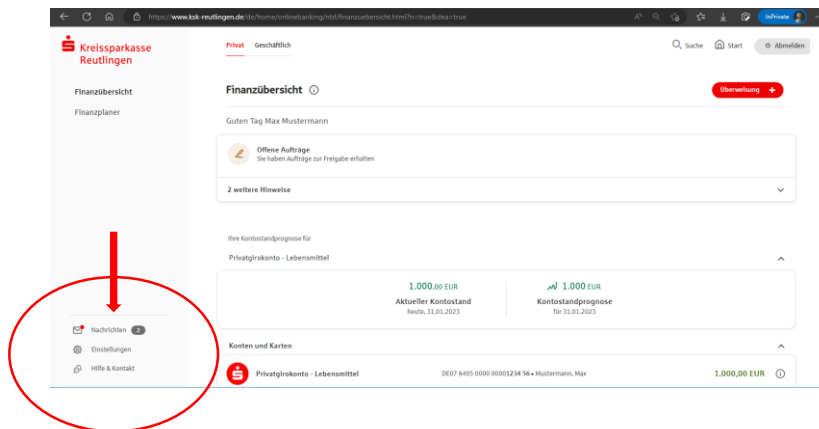 https://www.ksk-reutlingen.de/de/home/onlinebanking/nbf/finanzuebersicht.html?n=true&dea=true
InPrivate
Kreissparkasse
Reutlingen
Privat Geschäftlich
Suche Start Abmelden
Finanzübersicht
Finanzplaner
Finanzübersicht
Überweisung
Guten Tag Max Mustermann
Offene Aufträge
Sie haben Aufträge zur Freigabe erhalten
2 weitere Hinweise
Ihre Kontostandprognose für
Privatgirokonto - Lebensmittel
1.000,00 EUR
Aktueller Kontostand
heute, 31.01.2023
1.000 EUR
Kontostandprognose
für 31.01.2023
Nachrichten 2
Einstellungen
Hilfe & Kontakt
Konten und Karten
Privatgirokonto - Lebensmittel DE07 6405 0000 00001234 56 • Mustermann, Max 1.000,00 EUR